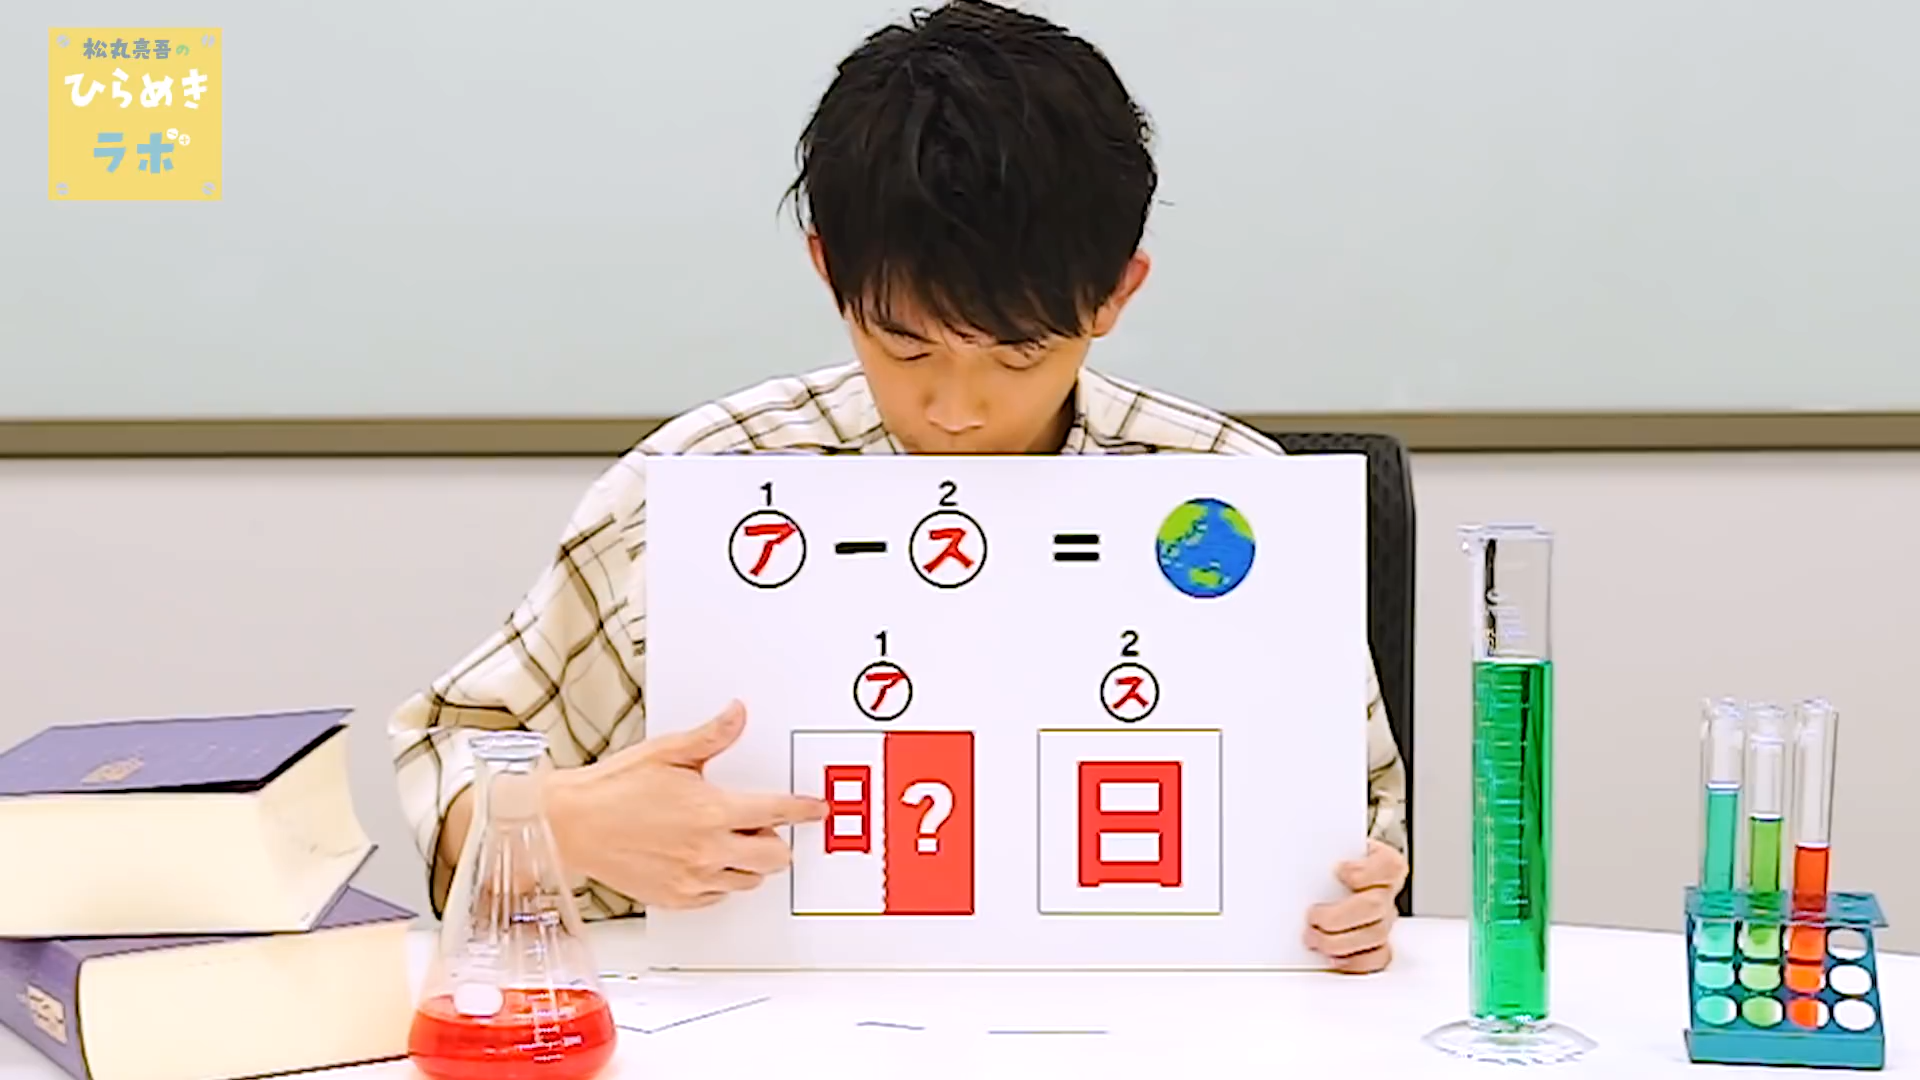 松丸亮吾の
ひらめき
ラボ
1 2
ア − ス =
1 2
ア ス
日 ? 日